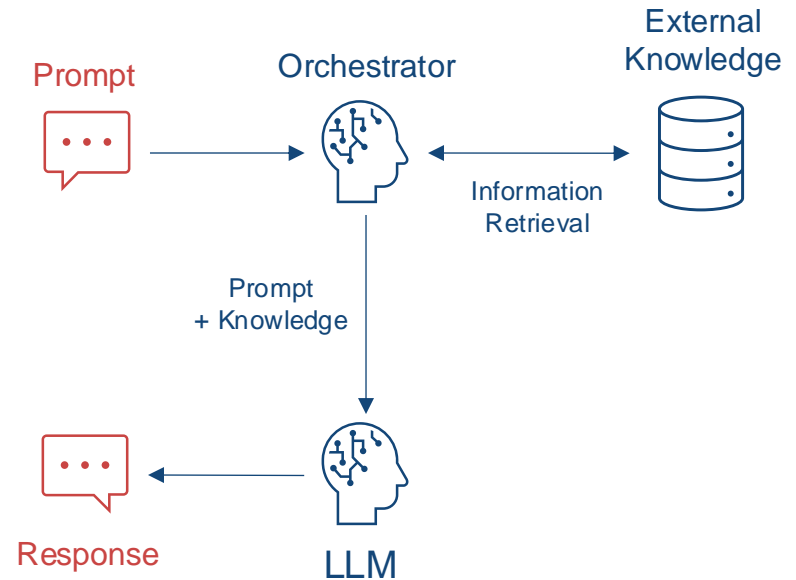 Prompt
Orchestrator
External
Knowledge
Information
Retrieval
Prompt
+ Knowledge
Response
LLM